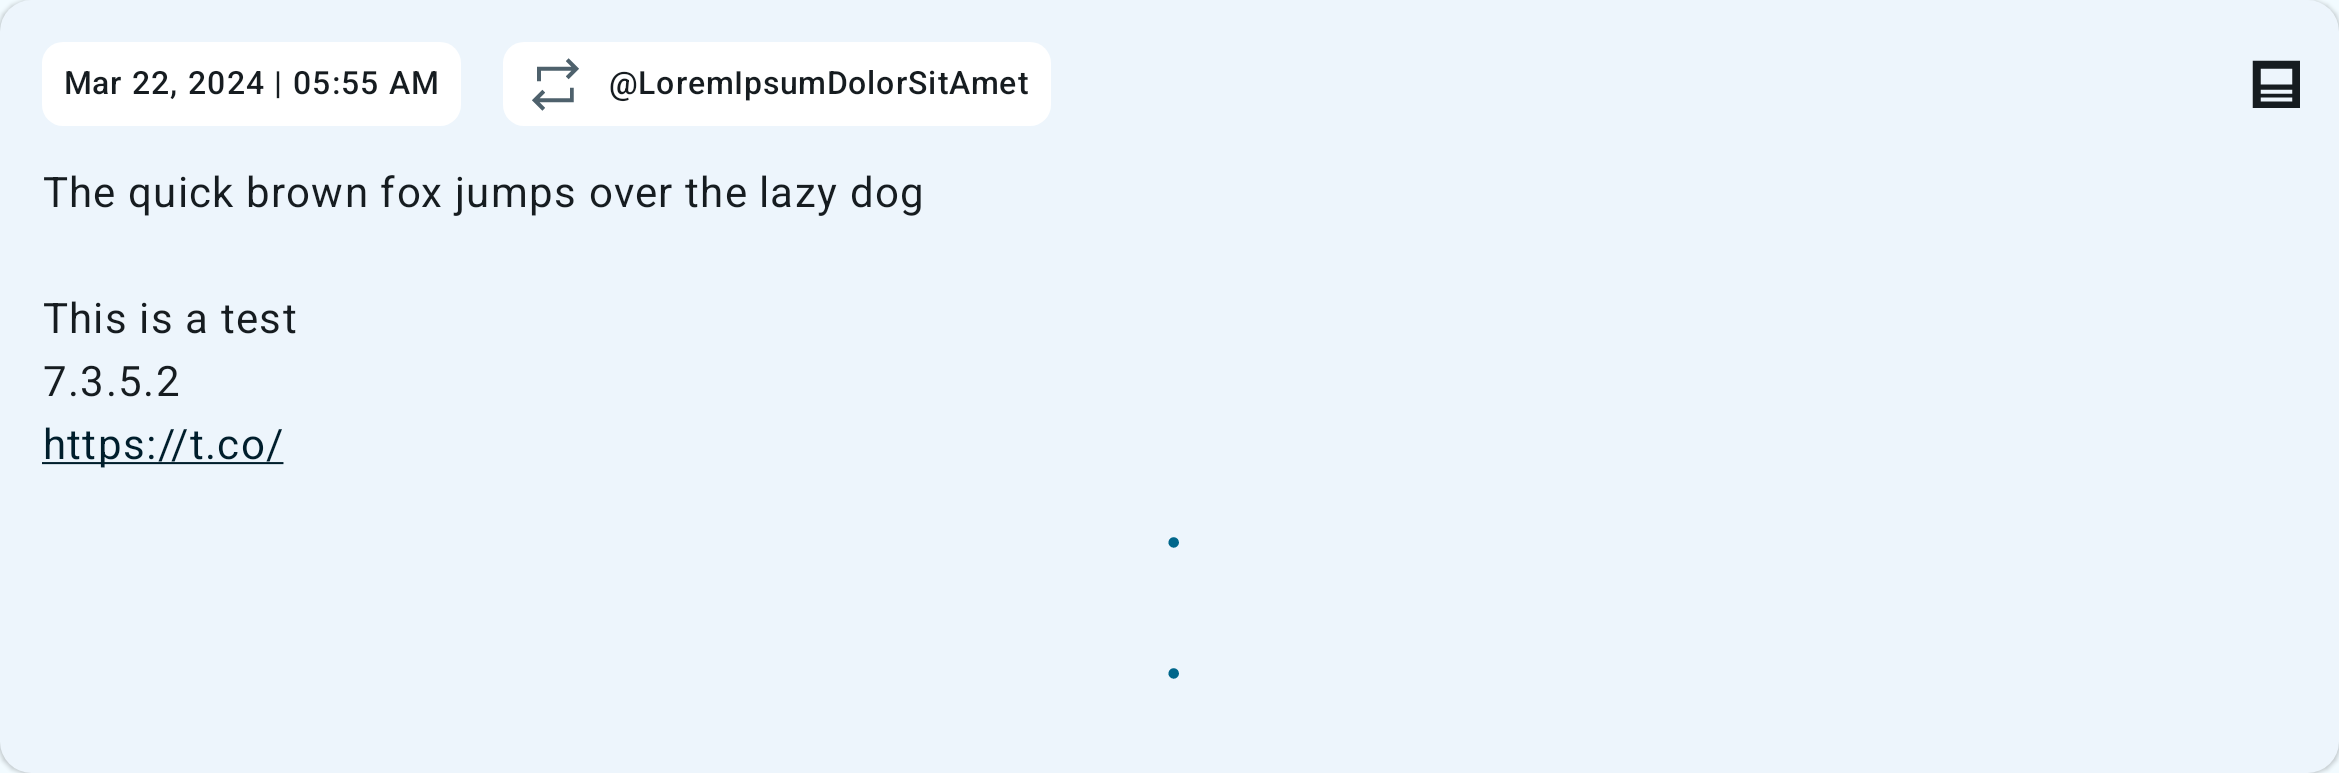 Mar 22, 2024 | 05:55 AM
@LoremIpsumDolorSitAmet
The quick brown fox jumps over the lazy dog
This is a test
7.3.5.2
https://t.co/